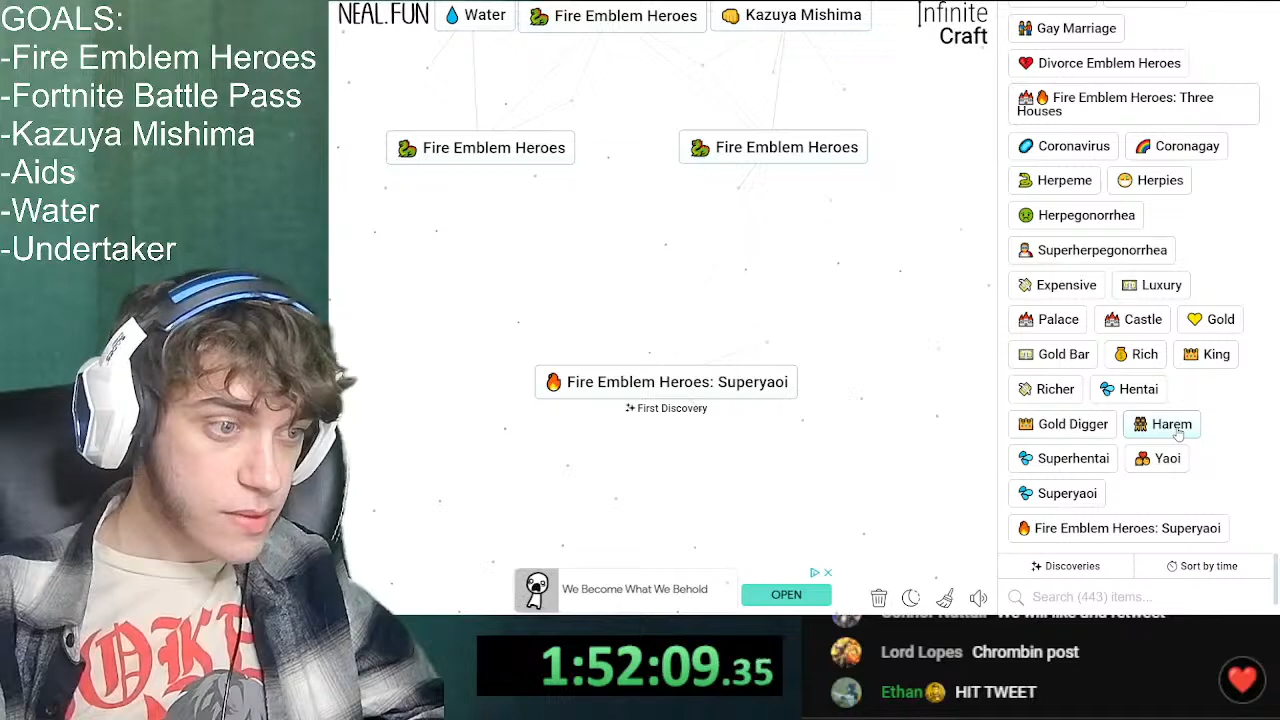 GOALS:
-Fire Emblem Heroes
-Fortnite Battle Pass
-Kazuya Mishima
-Aids
-Water
-Undertaker
NEAL.FUN
Water
Fire Emblem Heroes
Kazuya Mishima
Infinite
Craft
Fire Emblem Heroes
Fire Emblem Heroes
Fire Emblem Heroes: Superyaoi
First Discovery
Gay Marriage
Divorce Emblem Heroes
Fire Emblem Heroes: Three
Houses
Coronavirus
Coronagay
Herpeme
Herpies
Herpegonorrhea
Superherpegonorrhea
Expensive
Luxury
Palace
Castle
Gold
Gold Bar
Rich
King
Richer
Hentai
Gold Digger
Harem
Superhentai
Yaoi
Superyaoi
Fire Emblem Heroes: Superyaoi
Discoveries
Sort by time
Search (443) items...
We Become What We Behold
OPEN
1:52:09.35
Lord Lopes Chrombin post
Ethan HIT TWEET